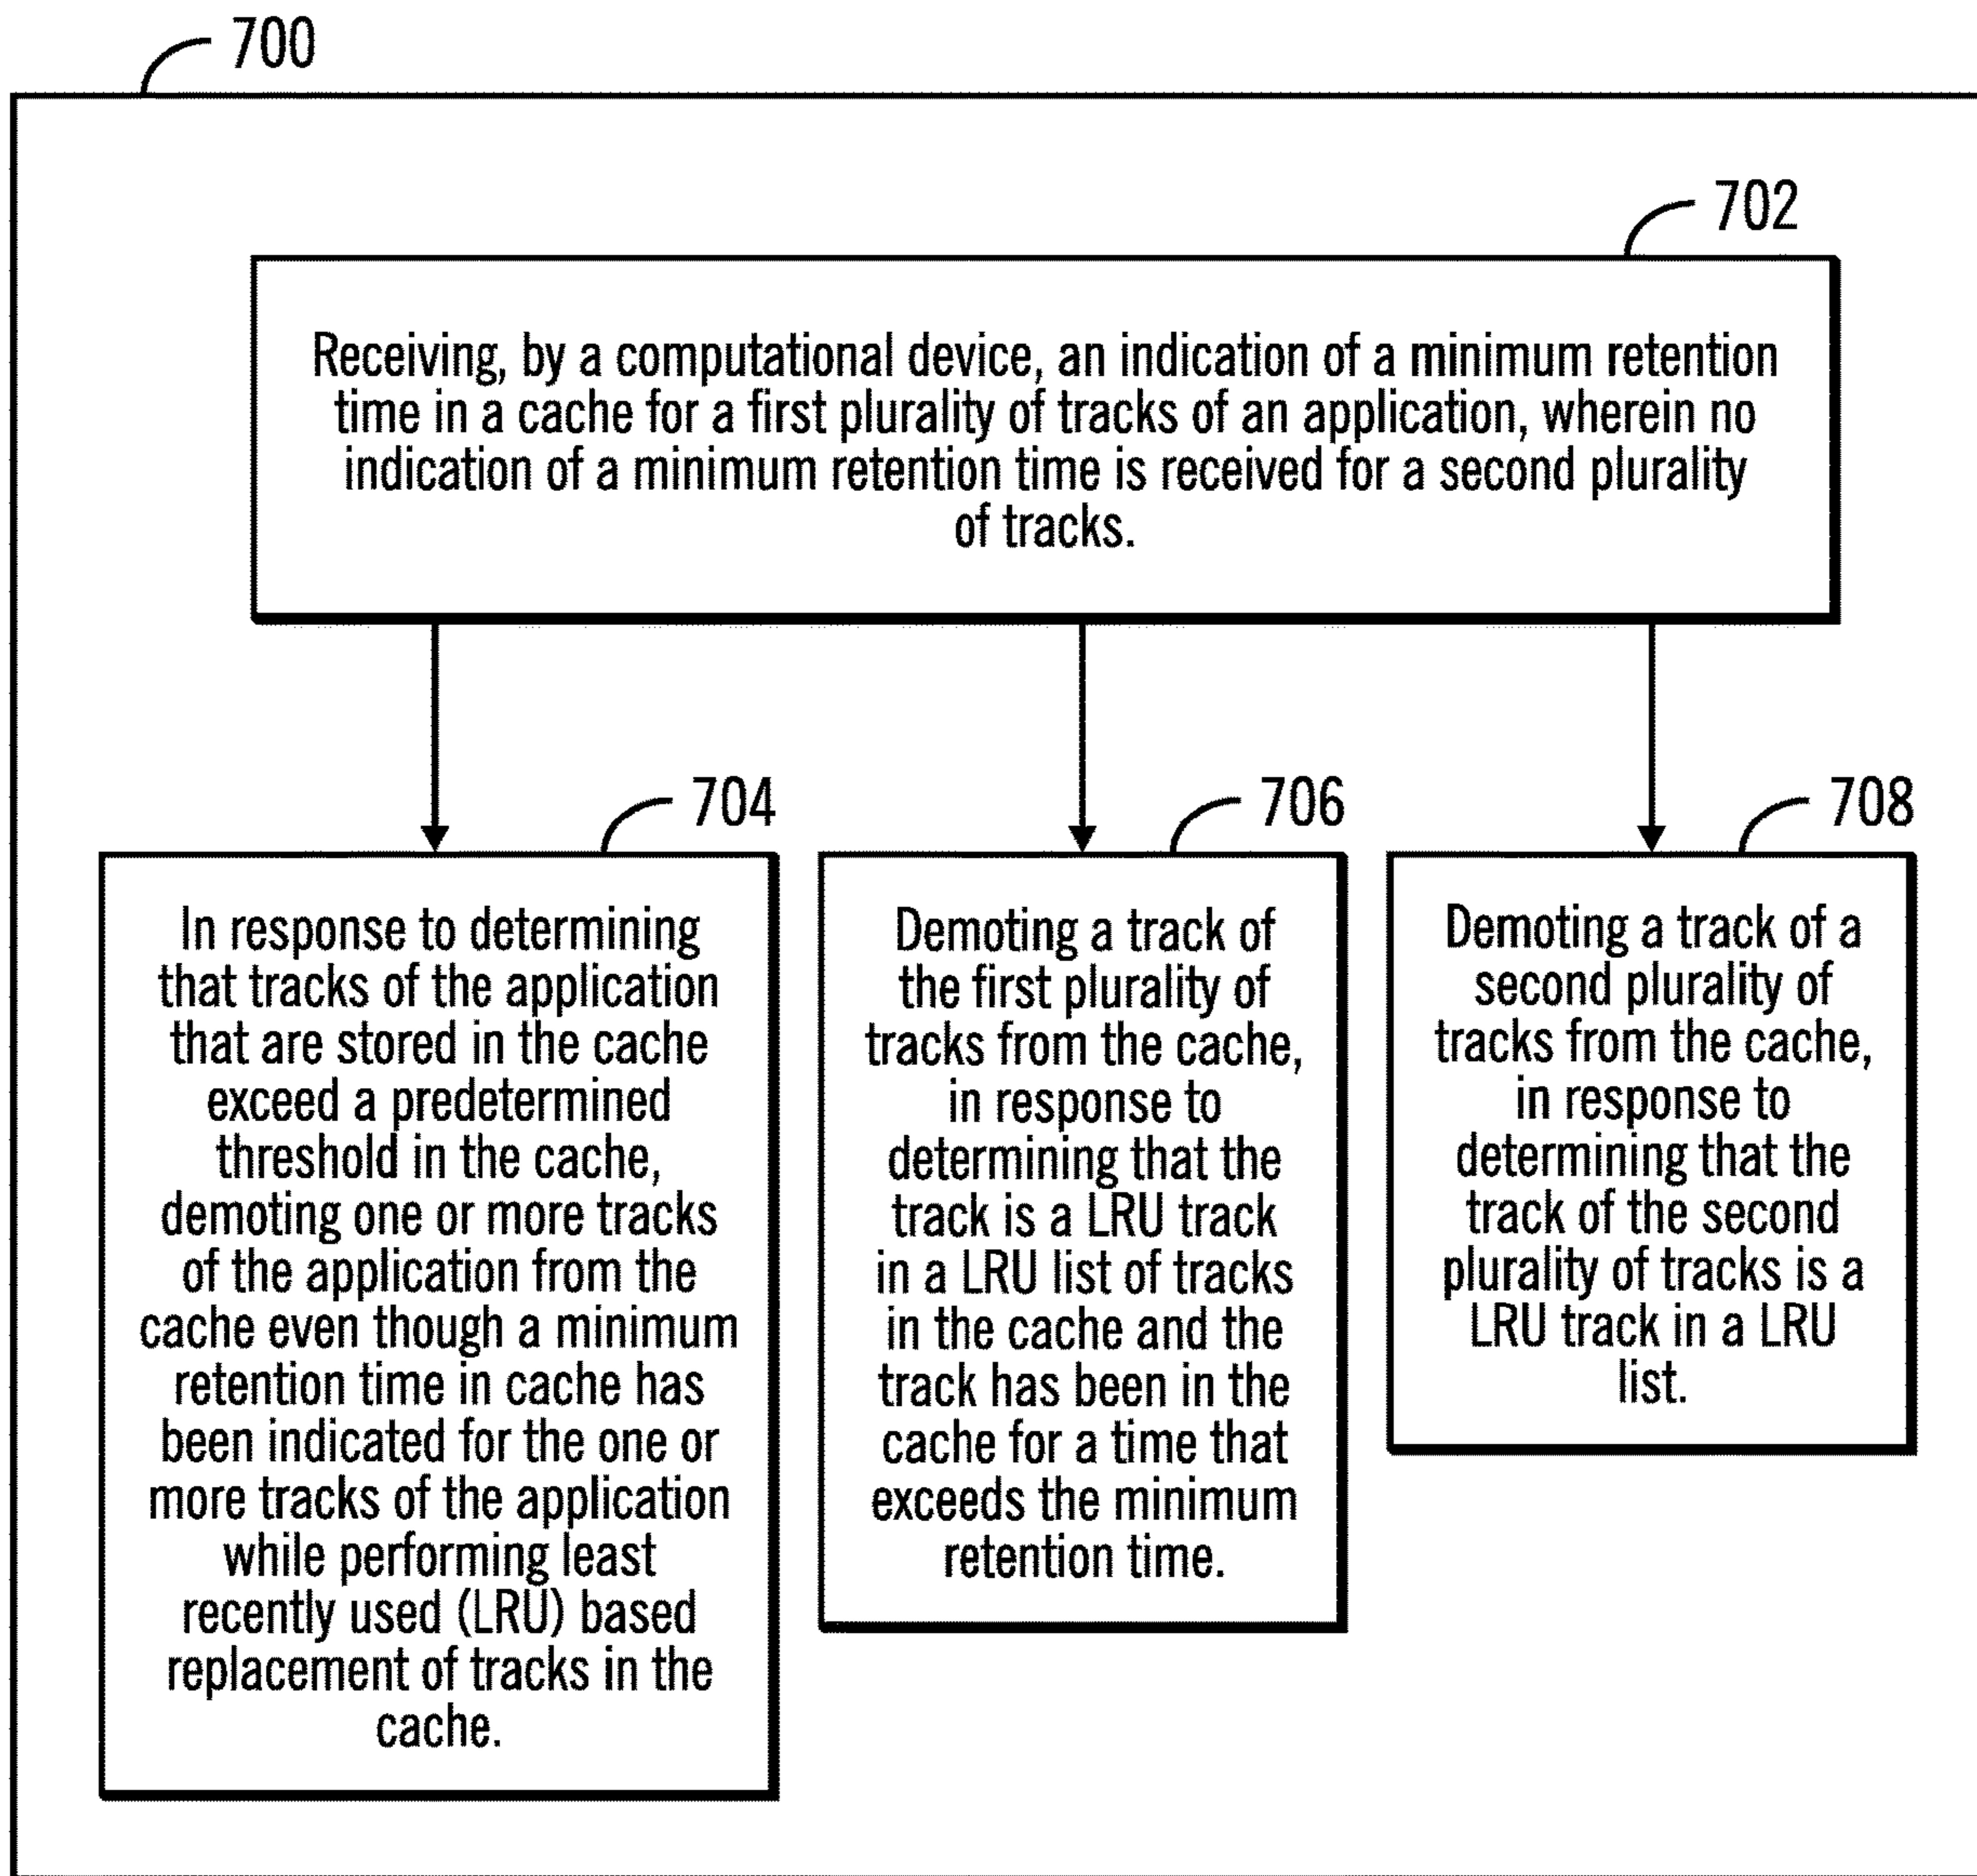 700
702
Receiving, by a computational device, an indication of a minimum retention
time in a cache for a first plurality of tracks of an application, wherein no
indication of a minimum retention time is received for a second plurality
of tracks.
704
In response to determining
that tracks of the application
that are stored in the cache
exceed a predetermined
threshold in the cache,
demoting one or more tracks
of the application from the
cache even though a minimum
retention time in cache has
been indicated for the one or
more tracks of the application
while performing least
recently used (LRU) based
replacement of tracks in the
cache.
706
Demoting a track of
the first plurality of
tracks from the cache,
in response to
determining that the
track is a LRU track
in a LRU list of tracks
in the cache and the
track has been in the
cache for a time that
exceeds the minimum
retention time.
708
Demoting a track of a
second plurality of
tracks from the cache,
in response to
determining that the
track of the second
plurality of tracks is a
LRU track in a LRU
list.